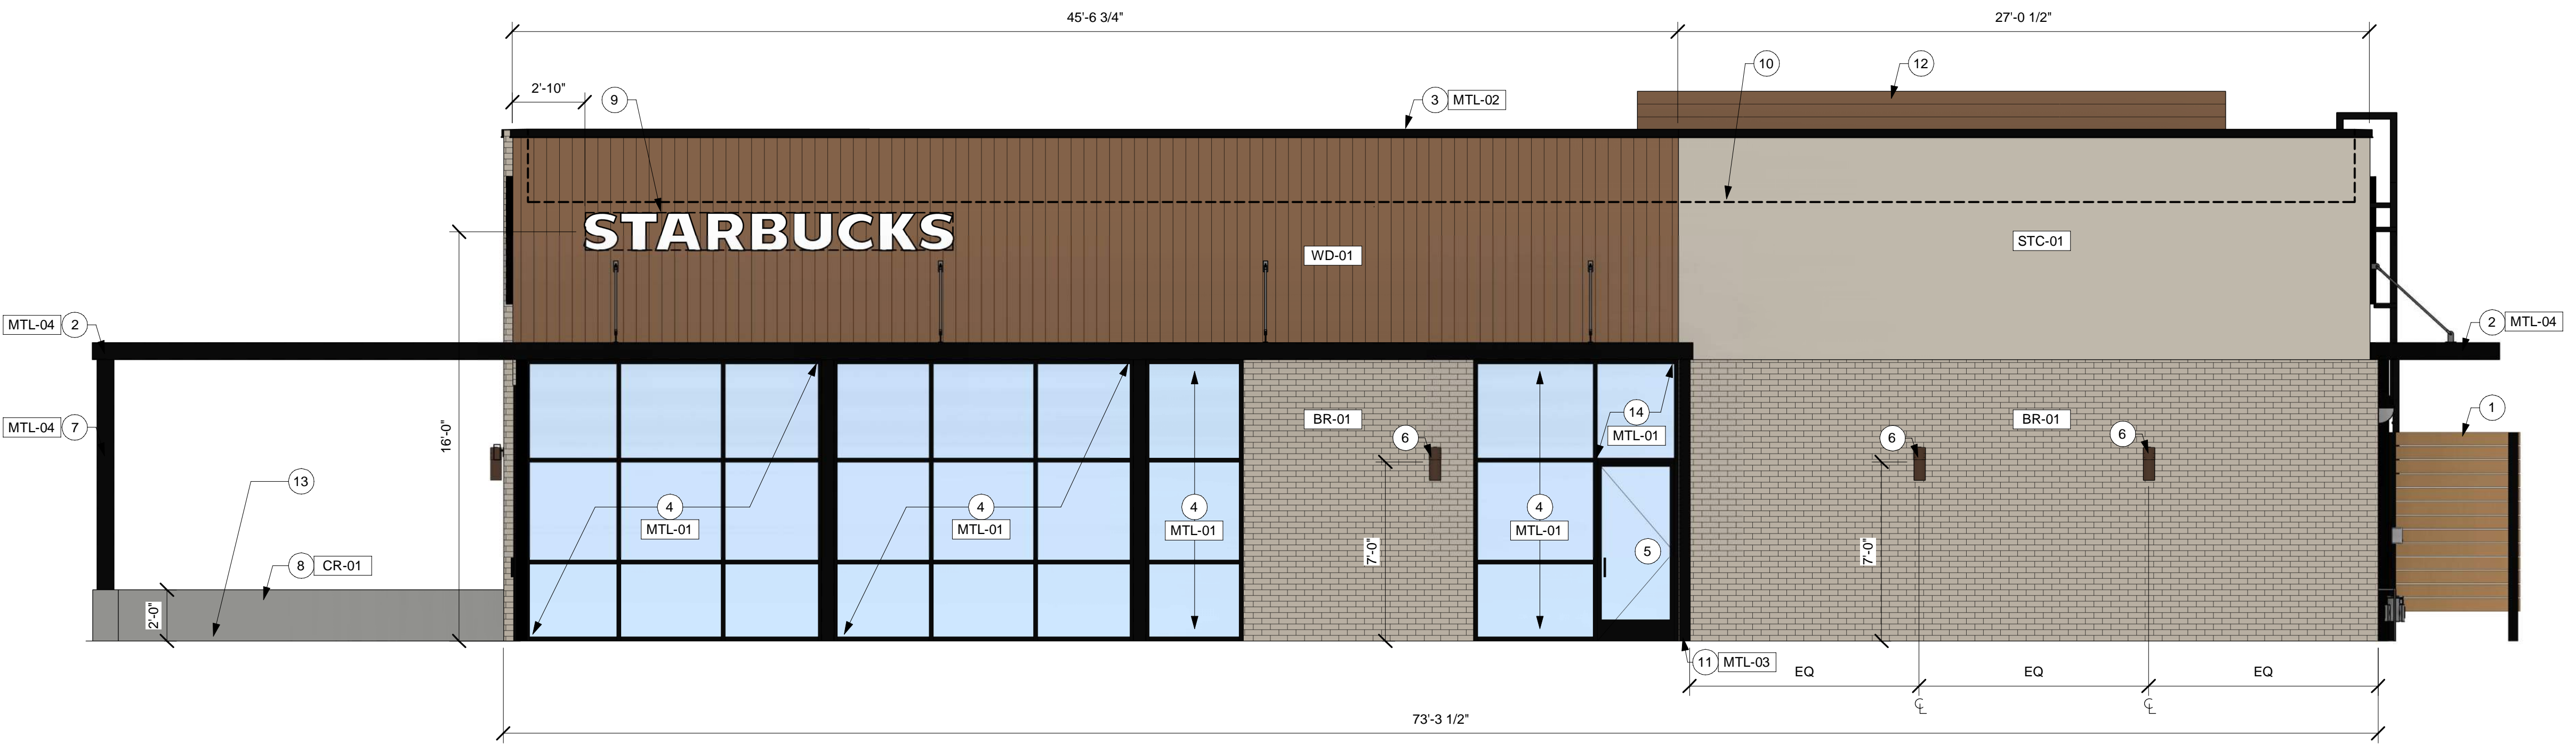 45'-6 3/4"
27'-0 1/2"
10
12
2'-10"
9
3 MTL-02
STARBUCKS
WD-01
STC-01
MTL-04 2
2 MTL-04
16'-0"
MTL-04 7
BR-01
14
MTL-01
BR-01
1
6
6
6
13
4
MTL-01
4
MTL-01
4
MTL-01
4
MTL-01
5
7'-0"
7'-0"
8 CR-01
2'-0"
11 MTL-03
EQ
EQ
EQ
℄
℄
73'-3 1/2"